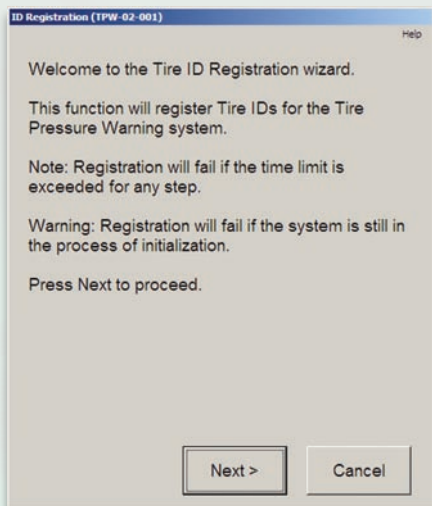 ID Registration (TPW-02-001)
Help
Welcome to the Tire ID Registration wizard.
This function will register Tire IDs for the Tire
Pressure Warning system.
Note: Registration will fail if the time limit is
exceeded for any step.
Warning: Registration will fail if the system is still in
the process of initialization.
Press Next to proceed.
Next >
Cancel